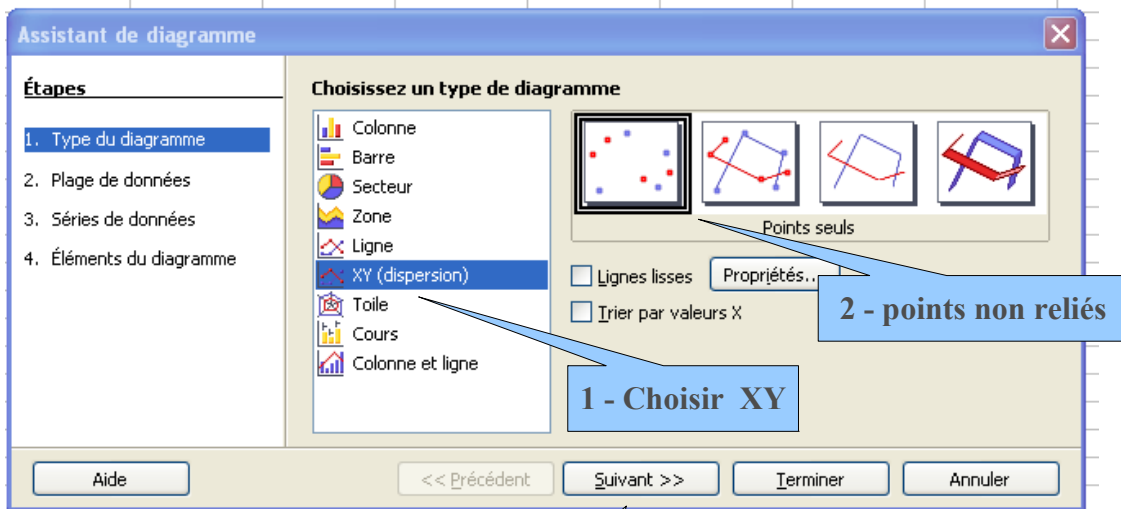 Assistant de diagramme
Étapes
1. Type du diagramme
2. Plage de données
3. Séries de données
4. Éléments du diagramme
Choisissez un type de diagramme
Colonne
Barre
Secteur
Zone
Ligne
XY (dispersion)
Toile
Cours
Colonne et ligne
Points seuls
Lignes lisses
Propriétés...
Trier par valeurs X
2 - points non reliés
1 - Choisir XY
Aide
<< Précédent
Suivant >>
Terminer
Annuler